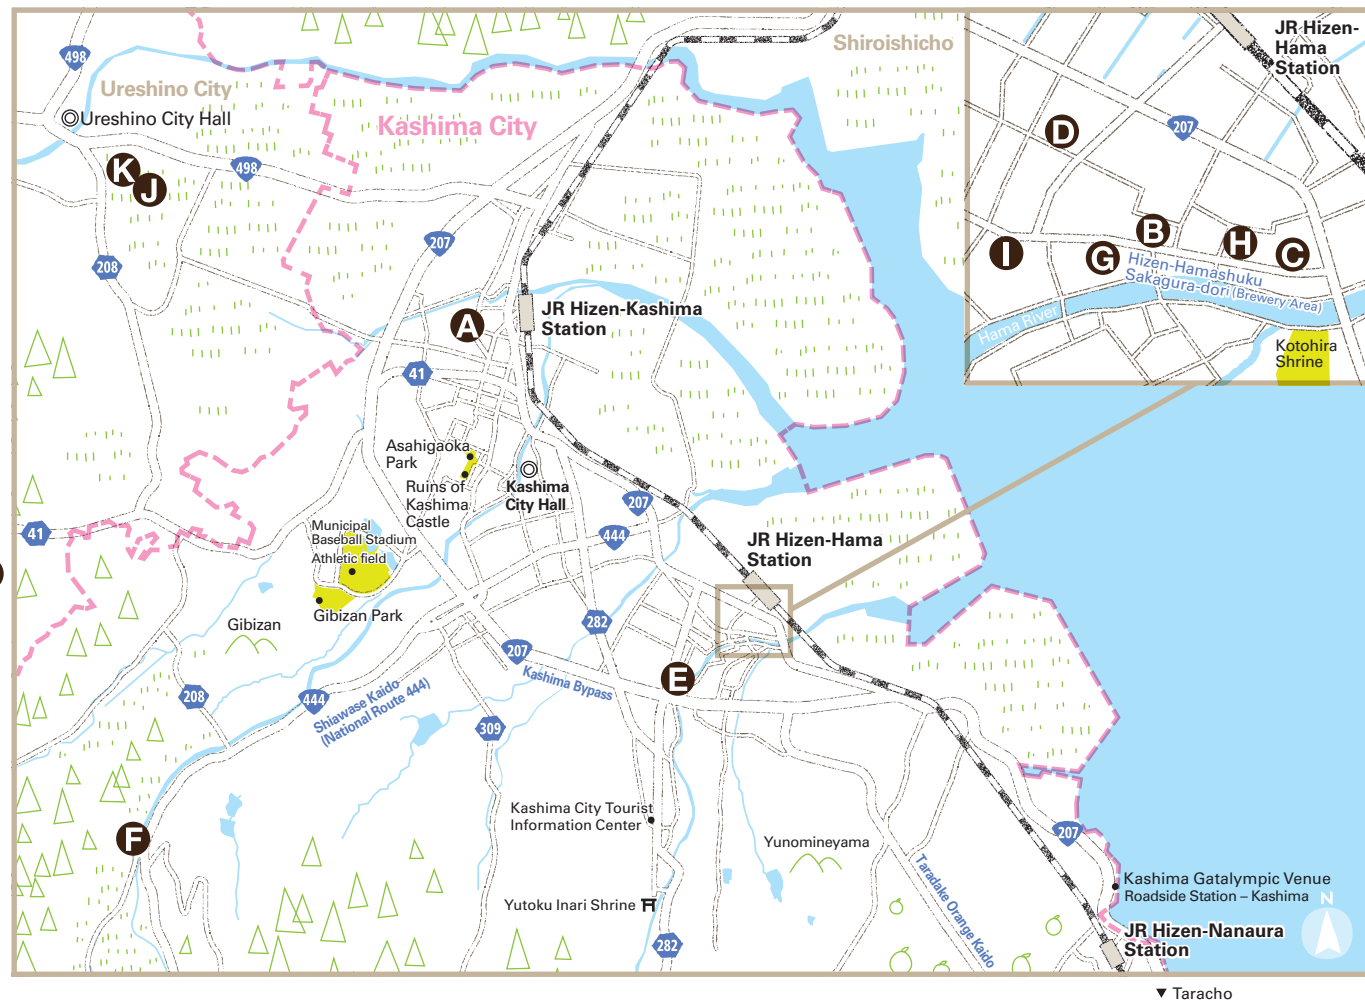 498
Ureshino City
Ureshino City Hall
Kashima City
Shiroishicho
K
J
498
207
208
A
JR Hizen-Kashima
Station
41
Asahigaoka
Park
Ruins of
Kashima
Castle
Kashima
City Hall
207
444
41
Municipal
Baseball Stadium
Athletic field
Gibizan Park
Gibizan
JR Hizen-Hama
Station
282
207
Kashima Bypass
E
208
444
Shiawase Kaido
(National Route 444)
309
F
Kashima City Tourist
Information Center
Yunomineyama
Yutoku Inari Shrine
282
Taradake Orange Kaido
207
Kashima Gatalympic Venue
Roadside Station – Kashima
N
JR Hizen-Nanaura
Station
▼ Taracho
JR Hizen-
Hama
Station
D
207
I
G
B
H
C
Hizen-Hamashuku
Sakagura-dori (Brewery Area)
Hama River
Kotohira
Shrine